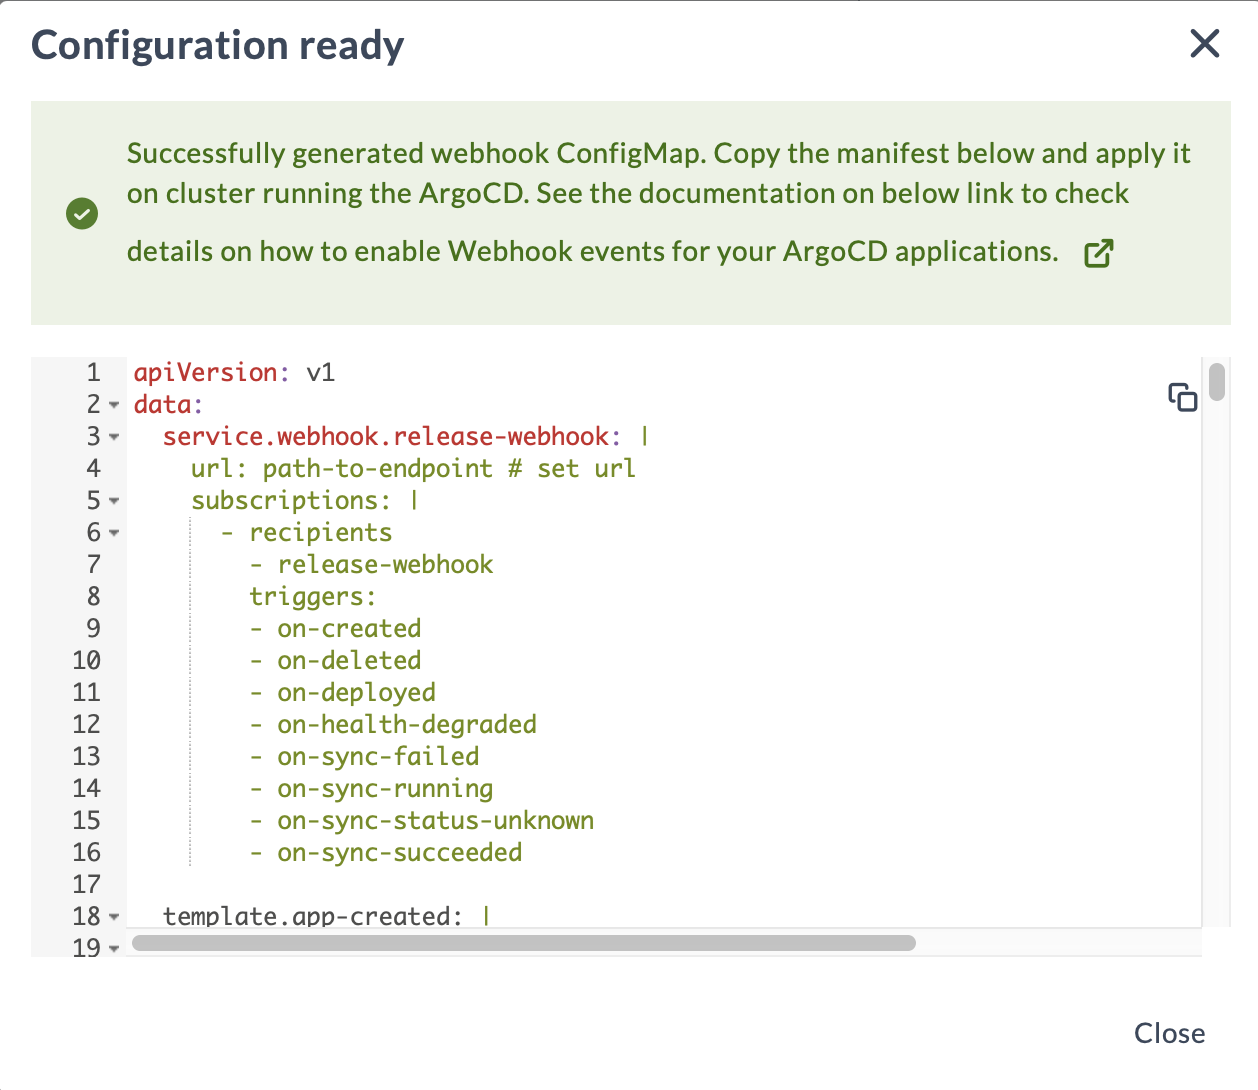 Configuration ready
Successfully generated webhook ConfigMap. Copy the manifest below and apply it
on cluster running the ArgoCD. See the documentation on below link to check
details on how to enable Webhook events for your ArgoCD applications.
1 apiVersion: v1
2 data:
3   service.webhook.release-webhook: |
4     url: path-to-endpoint # set url
5     subscriptions: |
6       - recipients
7         - release-webhook
8         triggers:
9         - on-created
10         - on-deleted
11         - on-deployed
12         - on-health-degraded
13         - on-sync-failed
14         - on-sync-running
15         - on-sync-status-unknown
16         - on-sync-succeeded
17
18   template.app-created: |
19
Close